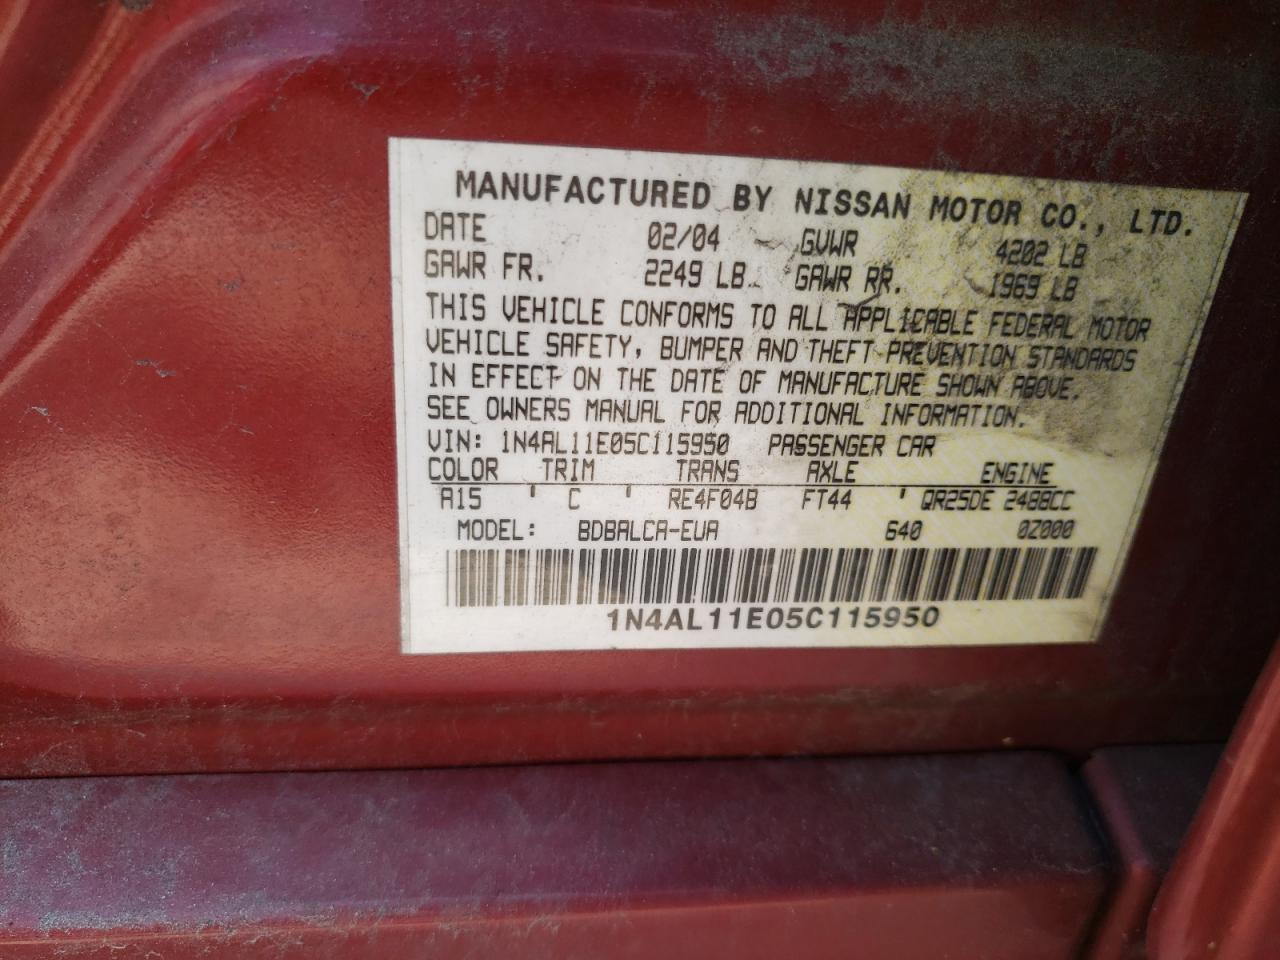 MANUFACTURED BY NISSAN MOTOR CO., LTD.
DATE 02/04 GVWR 4202 LB
GAWR FR. 2249 LB GAWR RR. 1969 LB
THIS VEHICLE CONFORMS TO ALL APPLICABLE FEDERAL MOTOR
VEHICLE SAFETY, BUMPER AND THEFT PREVENTION STANDARDS
IN EFFECT ON THE DATE OF MANUFACTURE SHOWN ABOVE.
SEE OWNERS MANUAL FOR ADDITIONAL INFORMATION.
VIN: 1N4AL11E05C115950 PASSENGER CAR
COLOR TRIM TRANS AXLE ENGINE
A15 ' C ' RE4F04B FT44 ' QR25DE 2488CC
MODEL: BDBALCA-EUA 640 0Z000
1N4AL11E05C115950